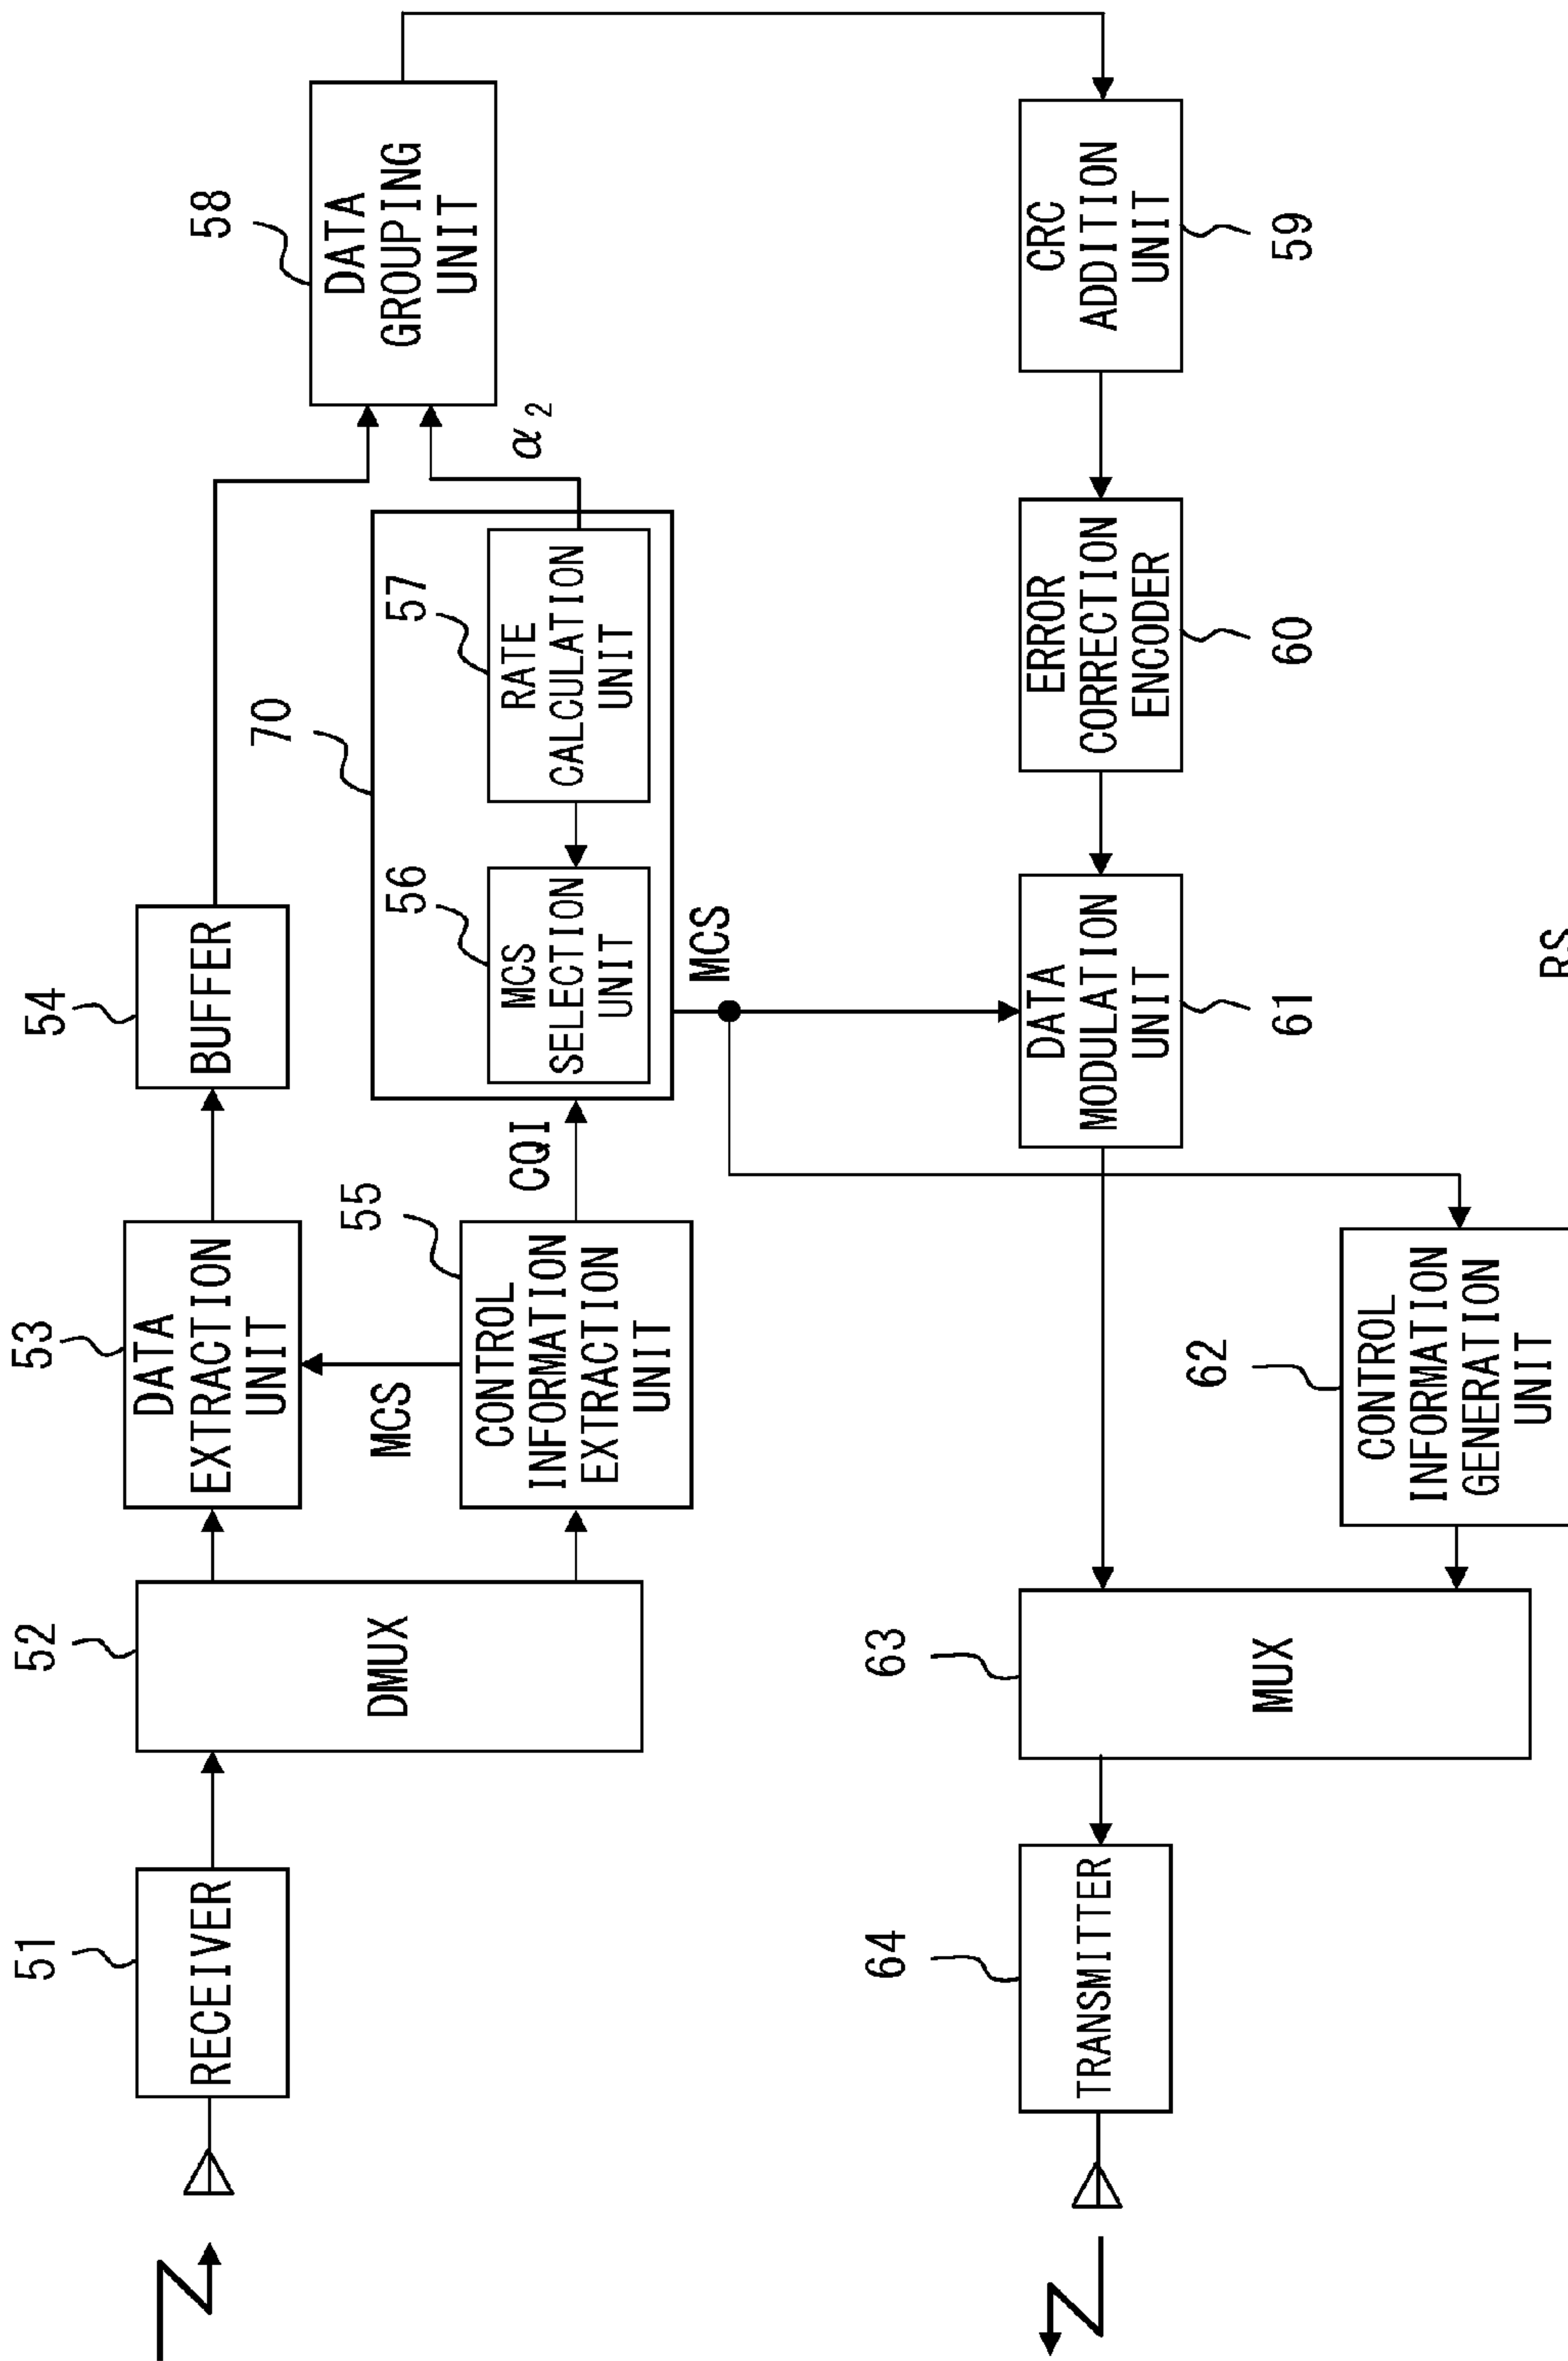 51
RECEIVER
52
DMUX
53
DATA
EXTRACTION
UNIT
54
BUFFER
MCS
55
CONTROL
INFORMATION
EXTRACTION
UNIT
CQI
70
56
MCS
SELECTION
UNIT
57
RATE
CALCULATION
UNIT
α2
58
DATA
GROUPING
UNIT
MCS
64
TRANSMITTER
63
MUX
DATA
MODULATION
UNIT
61
ERROR
CORRECTION
ENCODER
60
CRC
ADDITION
UNIT
59
62
CONTROL
INFORMATION
GENERATION
UNIT
RS